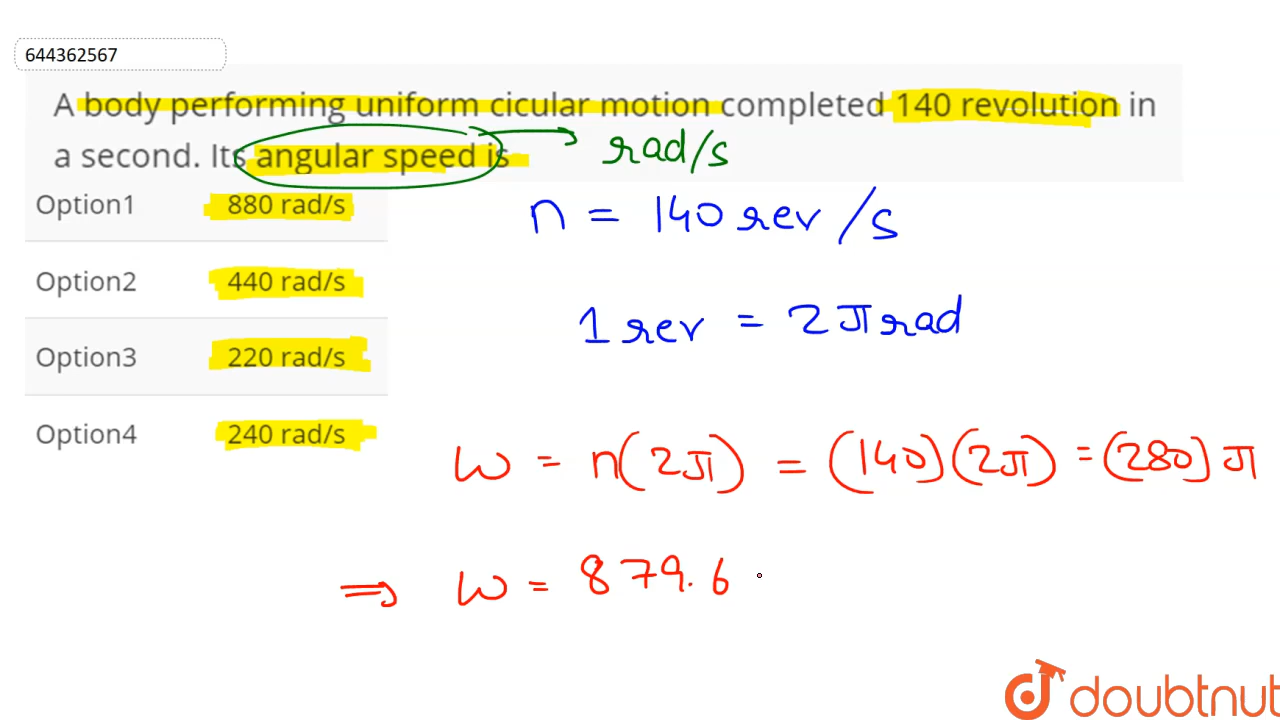 644362567
A body performing uniform cicular motion completed 140 revolution in
a second. Its angular speed is → rad/s
Option1 880 rad/s
n = 140 rev/s
Option2 440 rad/s
1 rev = 2π rad
Option3 220 rad/s
Option4 240 rad/s
ω = n(2π) = (140)(2π) = (280)π
⇒ ω = 879.6
doubtnut